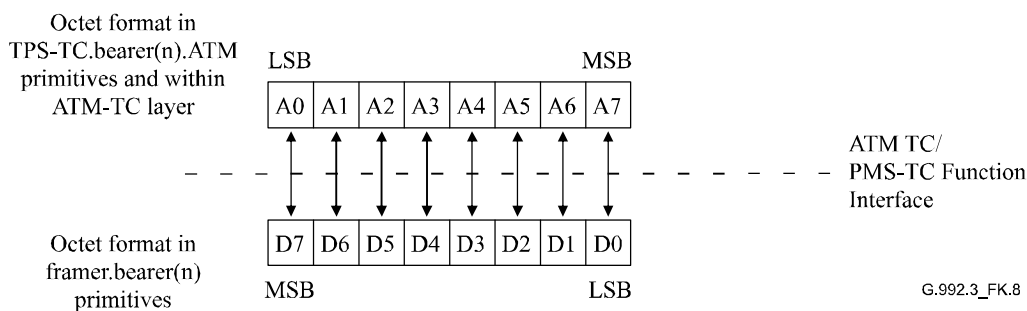 Octet format in
TPS-TC.bearer(n).ATM
primitives and within
ATM-TC layer
LSB MSB
A0 A1 A2 A3 A4 A5 A6 A7
ATM TC/
PMS-TC Function
Interface
D7 D6 D5 D4 D3 D2 D1 D0
Octet format in
framer.bearer(n)
primitives
MSB LSB
G.992.3_FK.8